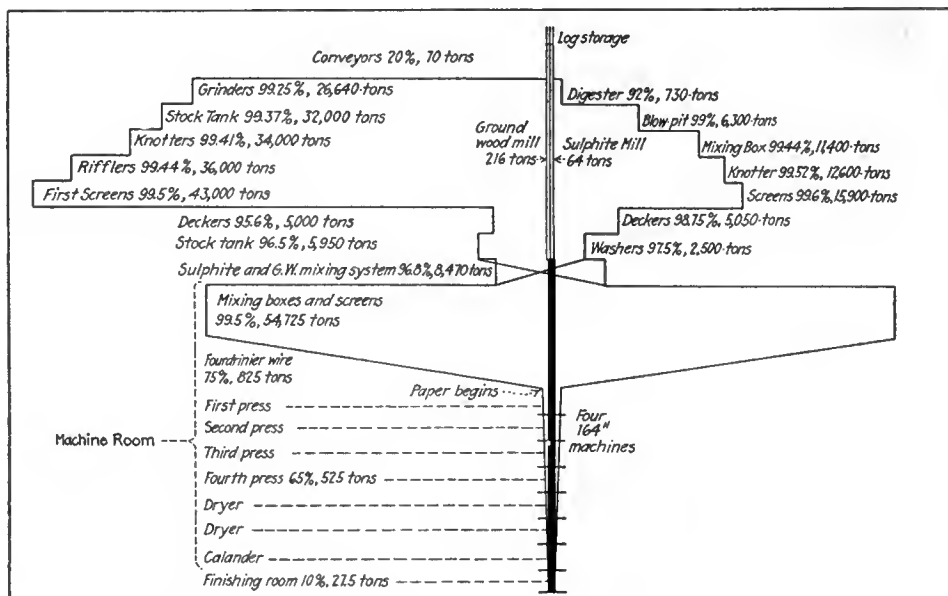 Log storage
Conveyors 20%, 70 tons
Grinders 99.25%, 26,640 tons
Digester 92%, 730 tons
Stock Tank 99.37%, 32,000 tons
Blow pit 99%, 6,300 tons
Knotters 99.41%, 34,000 tons
Ground
wood mill
216 tons
Sulphite Mill
64 tons
Mixing Box 99.44%, 11,400 tons
Rifflers 99.44%, 36,000 tons
Knotter 99.52%, 12,600 tons
First Screens 99.5%, 43,000 tons
Screens 99.6%, 15,900 tons
Deckers 95.6%, 5,000 tons
Deckers 98.75%, 5,050 tons
Stock tank 96.5%, 5,950 tons
Washers 97.5%, 2,500 tons
Sulphite and G.W. mixing system 96.8%, 8,470 tons
Mixing boxes and screens
99.5%, 54,725 tons
Fourdrinier wire
75%, 825 tons
Paper begins
First press
Four
164"
machines
Second press
Machine Room
Third press
Fourth press 65%, 525 tons
Dryer
Dryer
Calander
Finishing room 10%, 27.5 tons